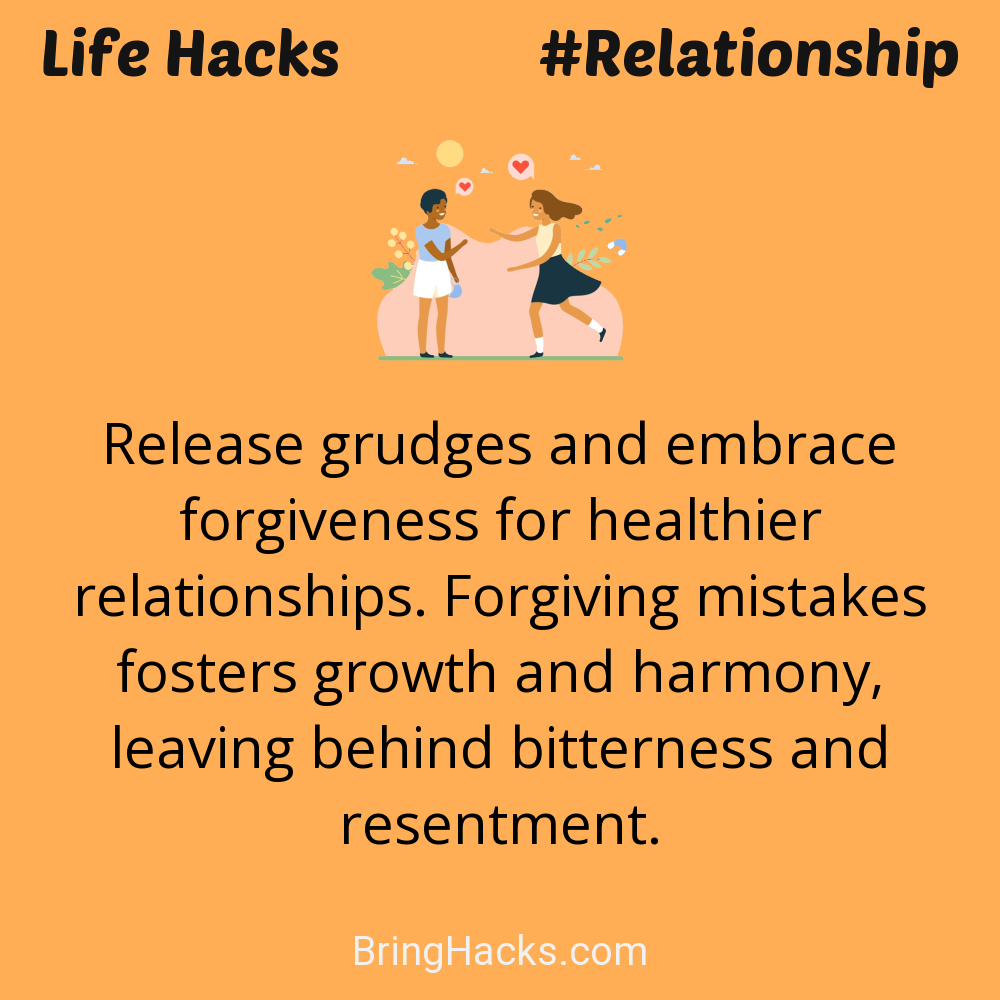 Life Hacks #Relationship
Release grudges and embrace
forgiveness for healthier
relationships. Forgiving mistakes
fosters growth and harmony,
leaving behind bitterness and
resentment.
BringHacks.com